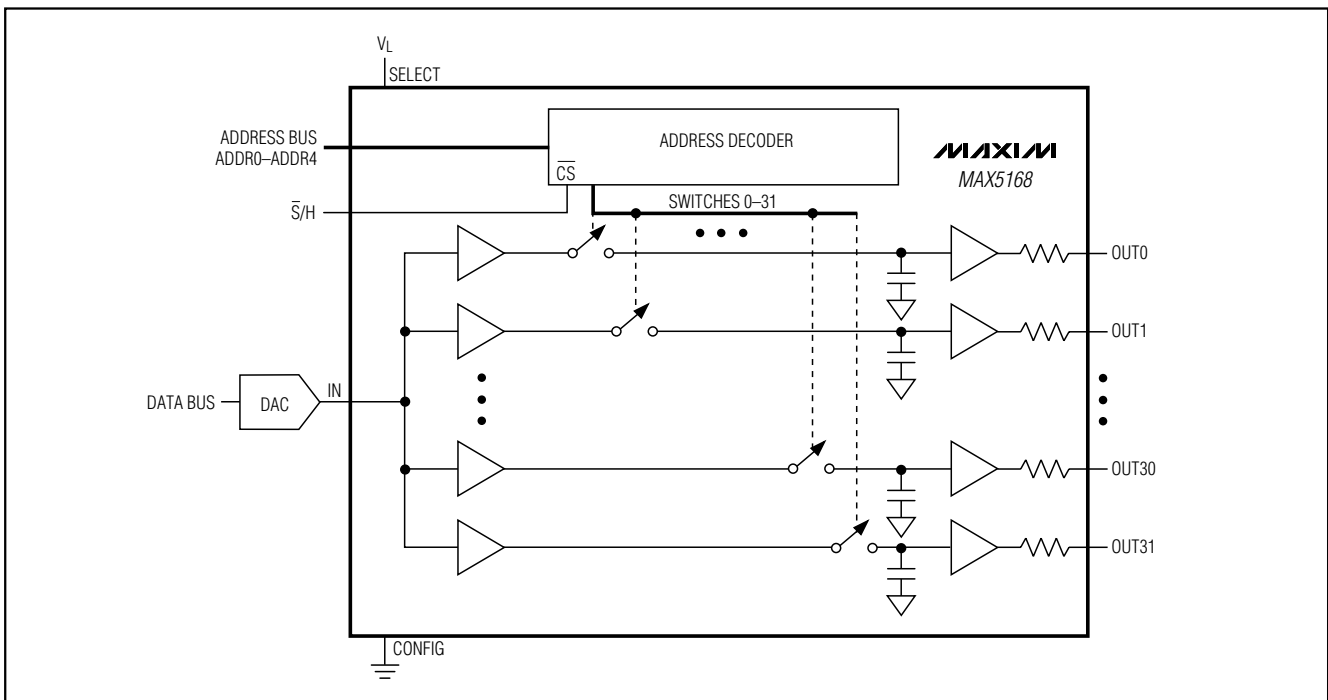 VL
SELECT
ADDRESS BUS
ADDR0–ADDR4
ADDRESS DECODER
MAXIM
MAX5168
C̅S̅
S̅/H
SWITCHES 0–31
OUT0
OUT1
DATA BUS
DAC
IN
OUT30
OUT31
CONFIG